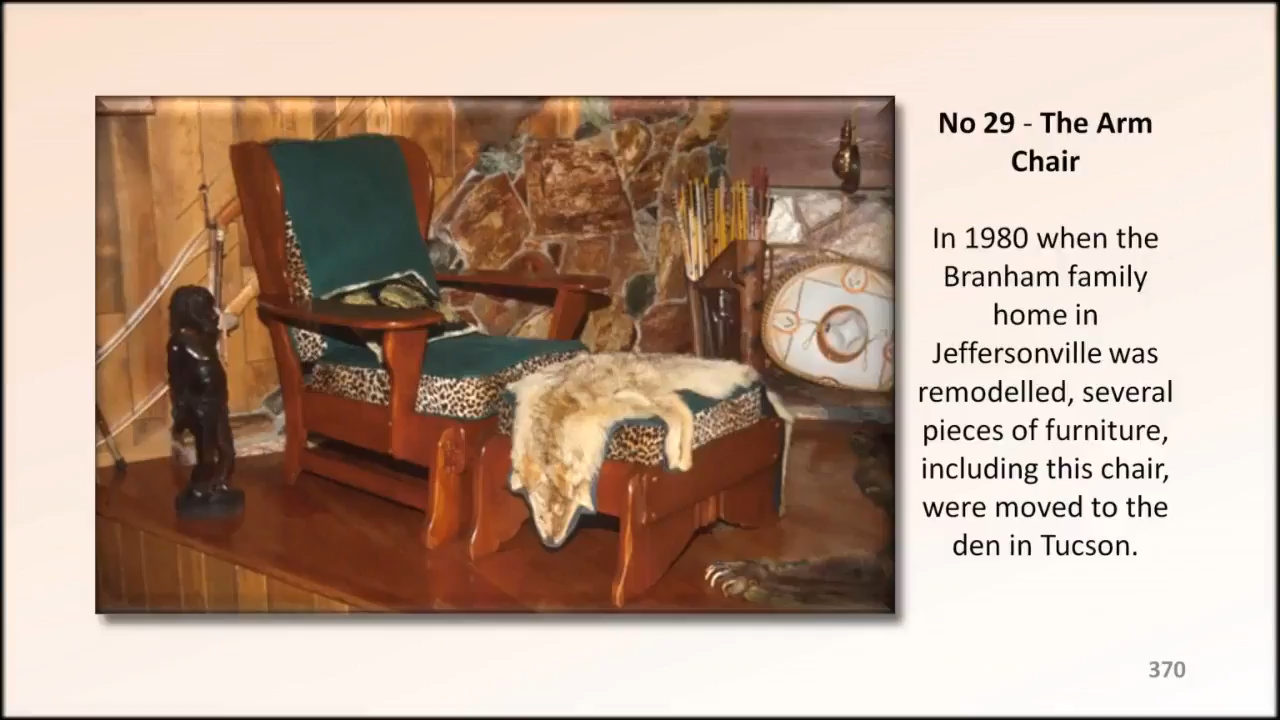 No 29 - The Arm
Chair
In 1980 when the
Branham family
home in
Jeffersonville was
remodelled, several
pieces of furniture,
including this chair,
were moved to the
den in Tucson.
370